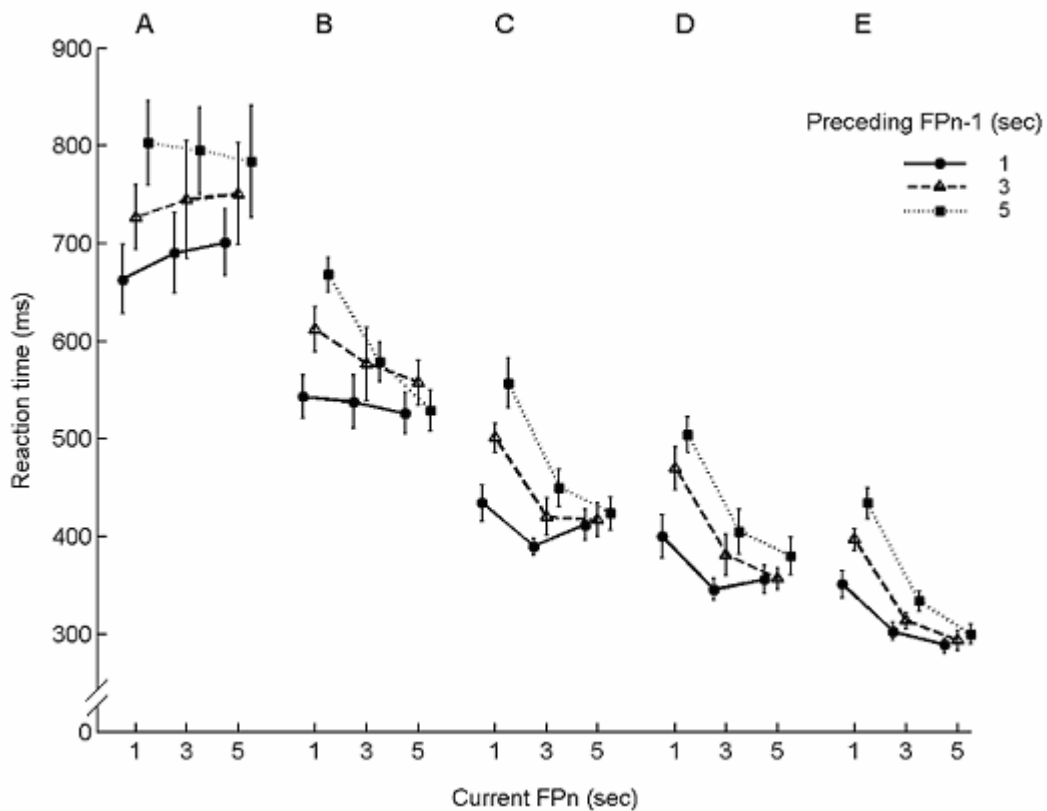 A B C D E
900
800
700
600
500
400
300
0
Reaction time (ms)
Preceding FPn-1 (sec)
1
3
5
1 3 5 1 3 5 1 3 5 1 3 5 1 3 5
Current FPn (sec)